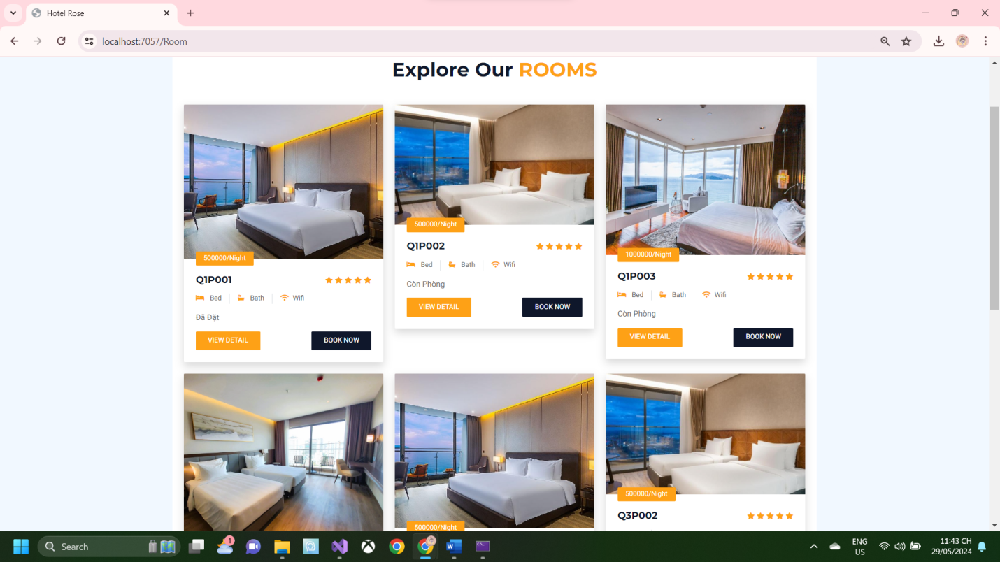 Hotel Rose
localhost:7057/Room
Explore Our ROOMS
500000/Night
Q1P001
Bed
Bath
Wifi
Đã Đặt
VIEW DETAIL
BOOK NOW
500000/Night
Q1P002
Bed
Bath
Wifi
Còn Phòng
VIEW DETAIL
BOOK NOW
1000000/Night
Q1P003
Bed
Bath
Wifi
Còn Phòng
VIEW DETAIL
BOOK NOW
500000/Night
500000/Night
Q3P002
Search
1
ENG
US
11:43 CH
29/05/2024